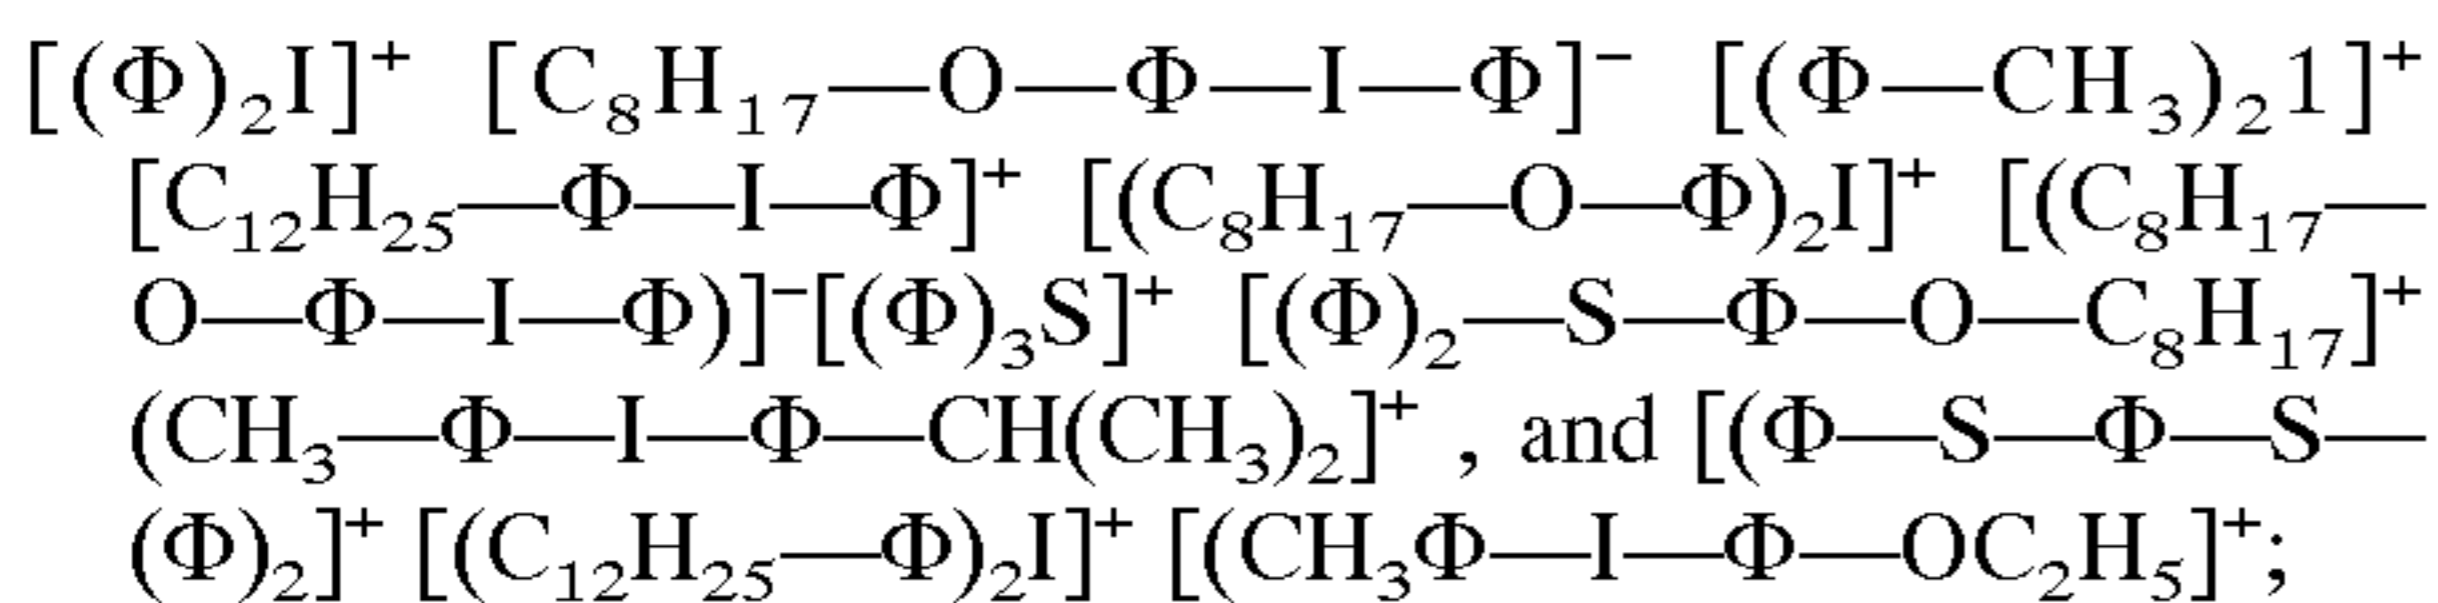 [(Φ)₂I]⁺ [C₈H₁₇—O—Φ—I—Φ]⁻ [(Φ—CH₃)₂1]⁺
[C₁₂H₂₅—Φ—I—Φ]⁺ [(C₈H₁₇—O—Φ)₂I]⁺ [(C₈H₁₇—
O—Φ—I—Φ)]⁻[(Φ)₃S]⁺ [(Φ)₂—S—Φ—O—C₈H₁₇]⁺
(CH₃—Φ—I—Φ—CH(CH₃)₂]⁺ , and [(Φ—S—Φ—S—
(Φ)₂]⁺ [(C₁₂H₂₅—Φ)₂I]⁺ [(CH₃Φ—I—Φ—OC₂H₅]⁺;